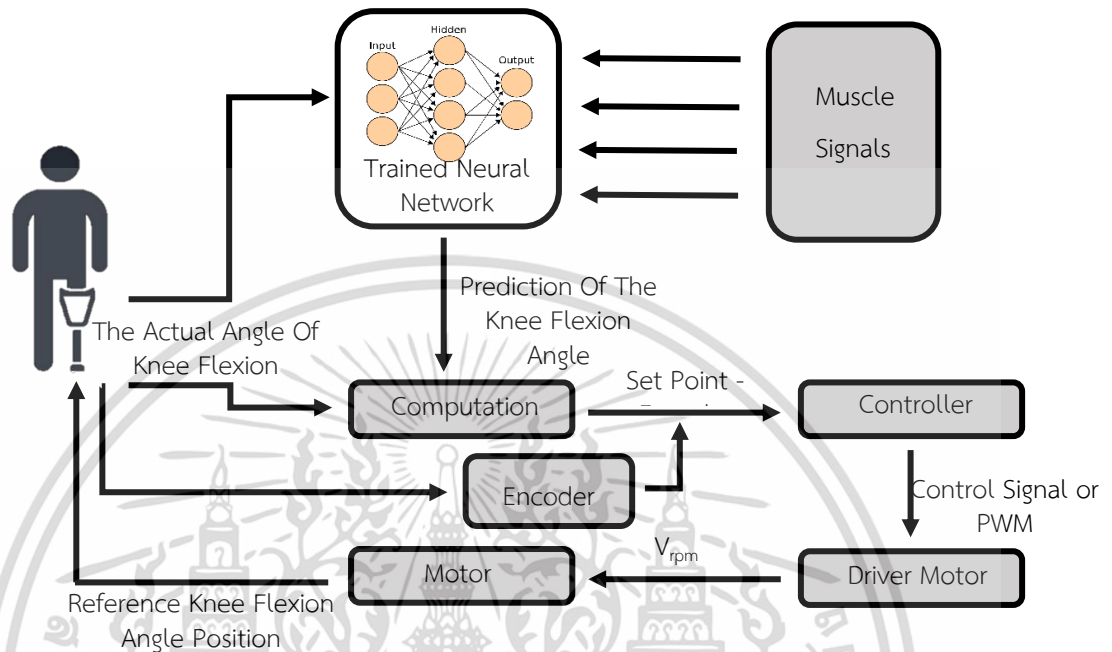 Input
Hidden
Output
Trained Neural
Network
Muscle
Signals
The Actual Angle Of
Knee Flexion
Prediction Of The
Knee Flexion
Angle
Computation
Set Point -
Controller
Encoder
Control Signal or
PWM
Motor
Vrpm
Driver Motor
Reference Knee Flexion
Angle Position